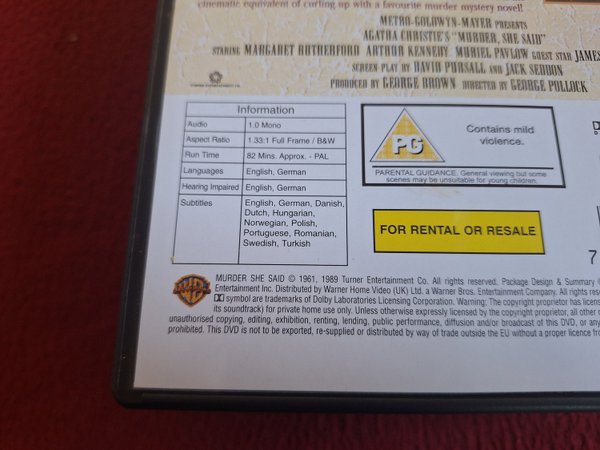 cinematic equivalent of curling up with a favourite murder mystery novel!
METRO-GOLDWYN-MAYER PRESENTS
AGATHA CHRISTIE'S "MURDER, SHE SAID"
STARRING MARGARET RUTHERFORD ARTHUR KENNEDY MURIEL PAVLOW GUEST STAR JAMES
SCREEN PLAY BY DAVID PURSALL AND JACK SEDDON
PRODUCED BY GEORGE BROWN DIRECTED BY GEORGE POLLOCK
Information
Audio 1.0 Mono
Aspect Ratio 1.33:1 Full Frame / B&W
Run Time 82 Mins. Approx. - PAL
Languages English, German
Hearing Impaired English, German
Subtitles English, German, Danish,
Dutch, Hungarian,
Norwegian, Polish,
Portuguese, Romanian,
Swedish, Turkish
PG
Contains mild
violence.
PARENTAL GUIDANCE. General viewing but some
scenes may be unsuitable for young children.
FOR RENTAL OR RESALE
7
MURDER SHE SAID © 1961, 1989 Turner Entertainment Co. All rights reserved. Package Design & Summary ©
Entertainment Inc. Distributed by Warner Home Video (UK) Ltd. a Warner Bros. Entertainment Company. All rights res
symbol are trademarks of Dolby Laboratories Licensing Corporation. Warning: The copyright proprietor has licens
its soundtrack) for private home use only. Unless otherwise expressly licensed by the copyright owner, all other
unauthorised copying, editing, exhibition, renting, lending, public performance, diffusion and/or broadcast of this DVD, or any
prohibited. This DVD is not to be exported, re-supplied or distributed by way of trade outside the EU without a proper licence from